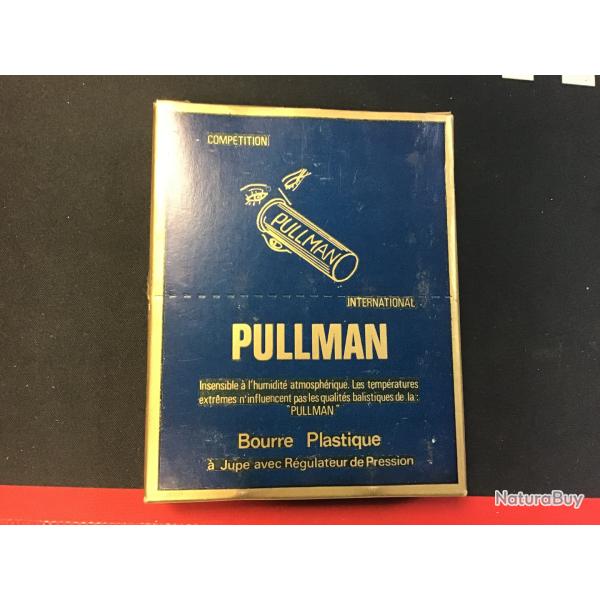 COMPÉTITION
PULLMAN
INTERNATIONAL
PULLMAN
Insensible à l'humidité atmosphérique. Les températures
extrêmes n'influencent pas les qualités balistiques de la:
"PULLMAN"
Bourre Plastique
à Jupe avec Régulateur de Pression
NaturaBuy